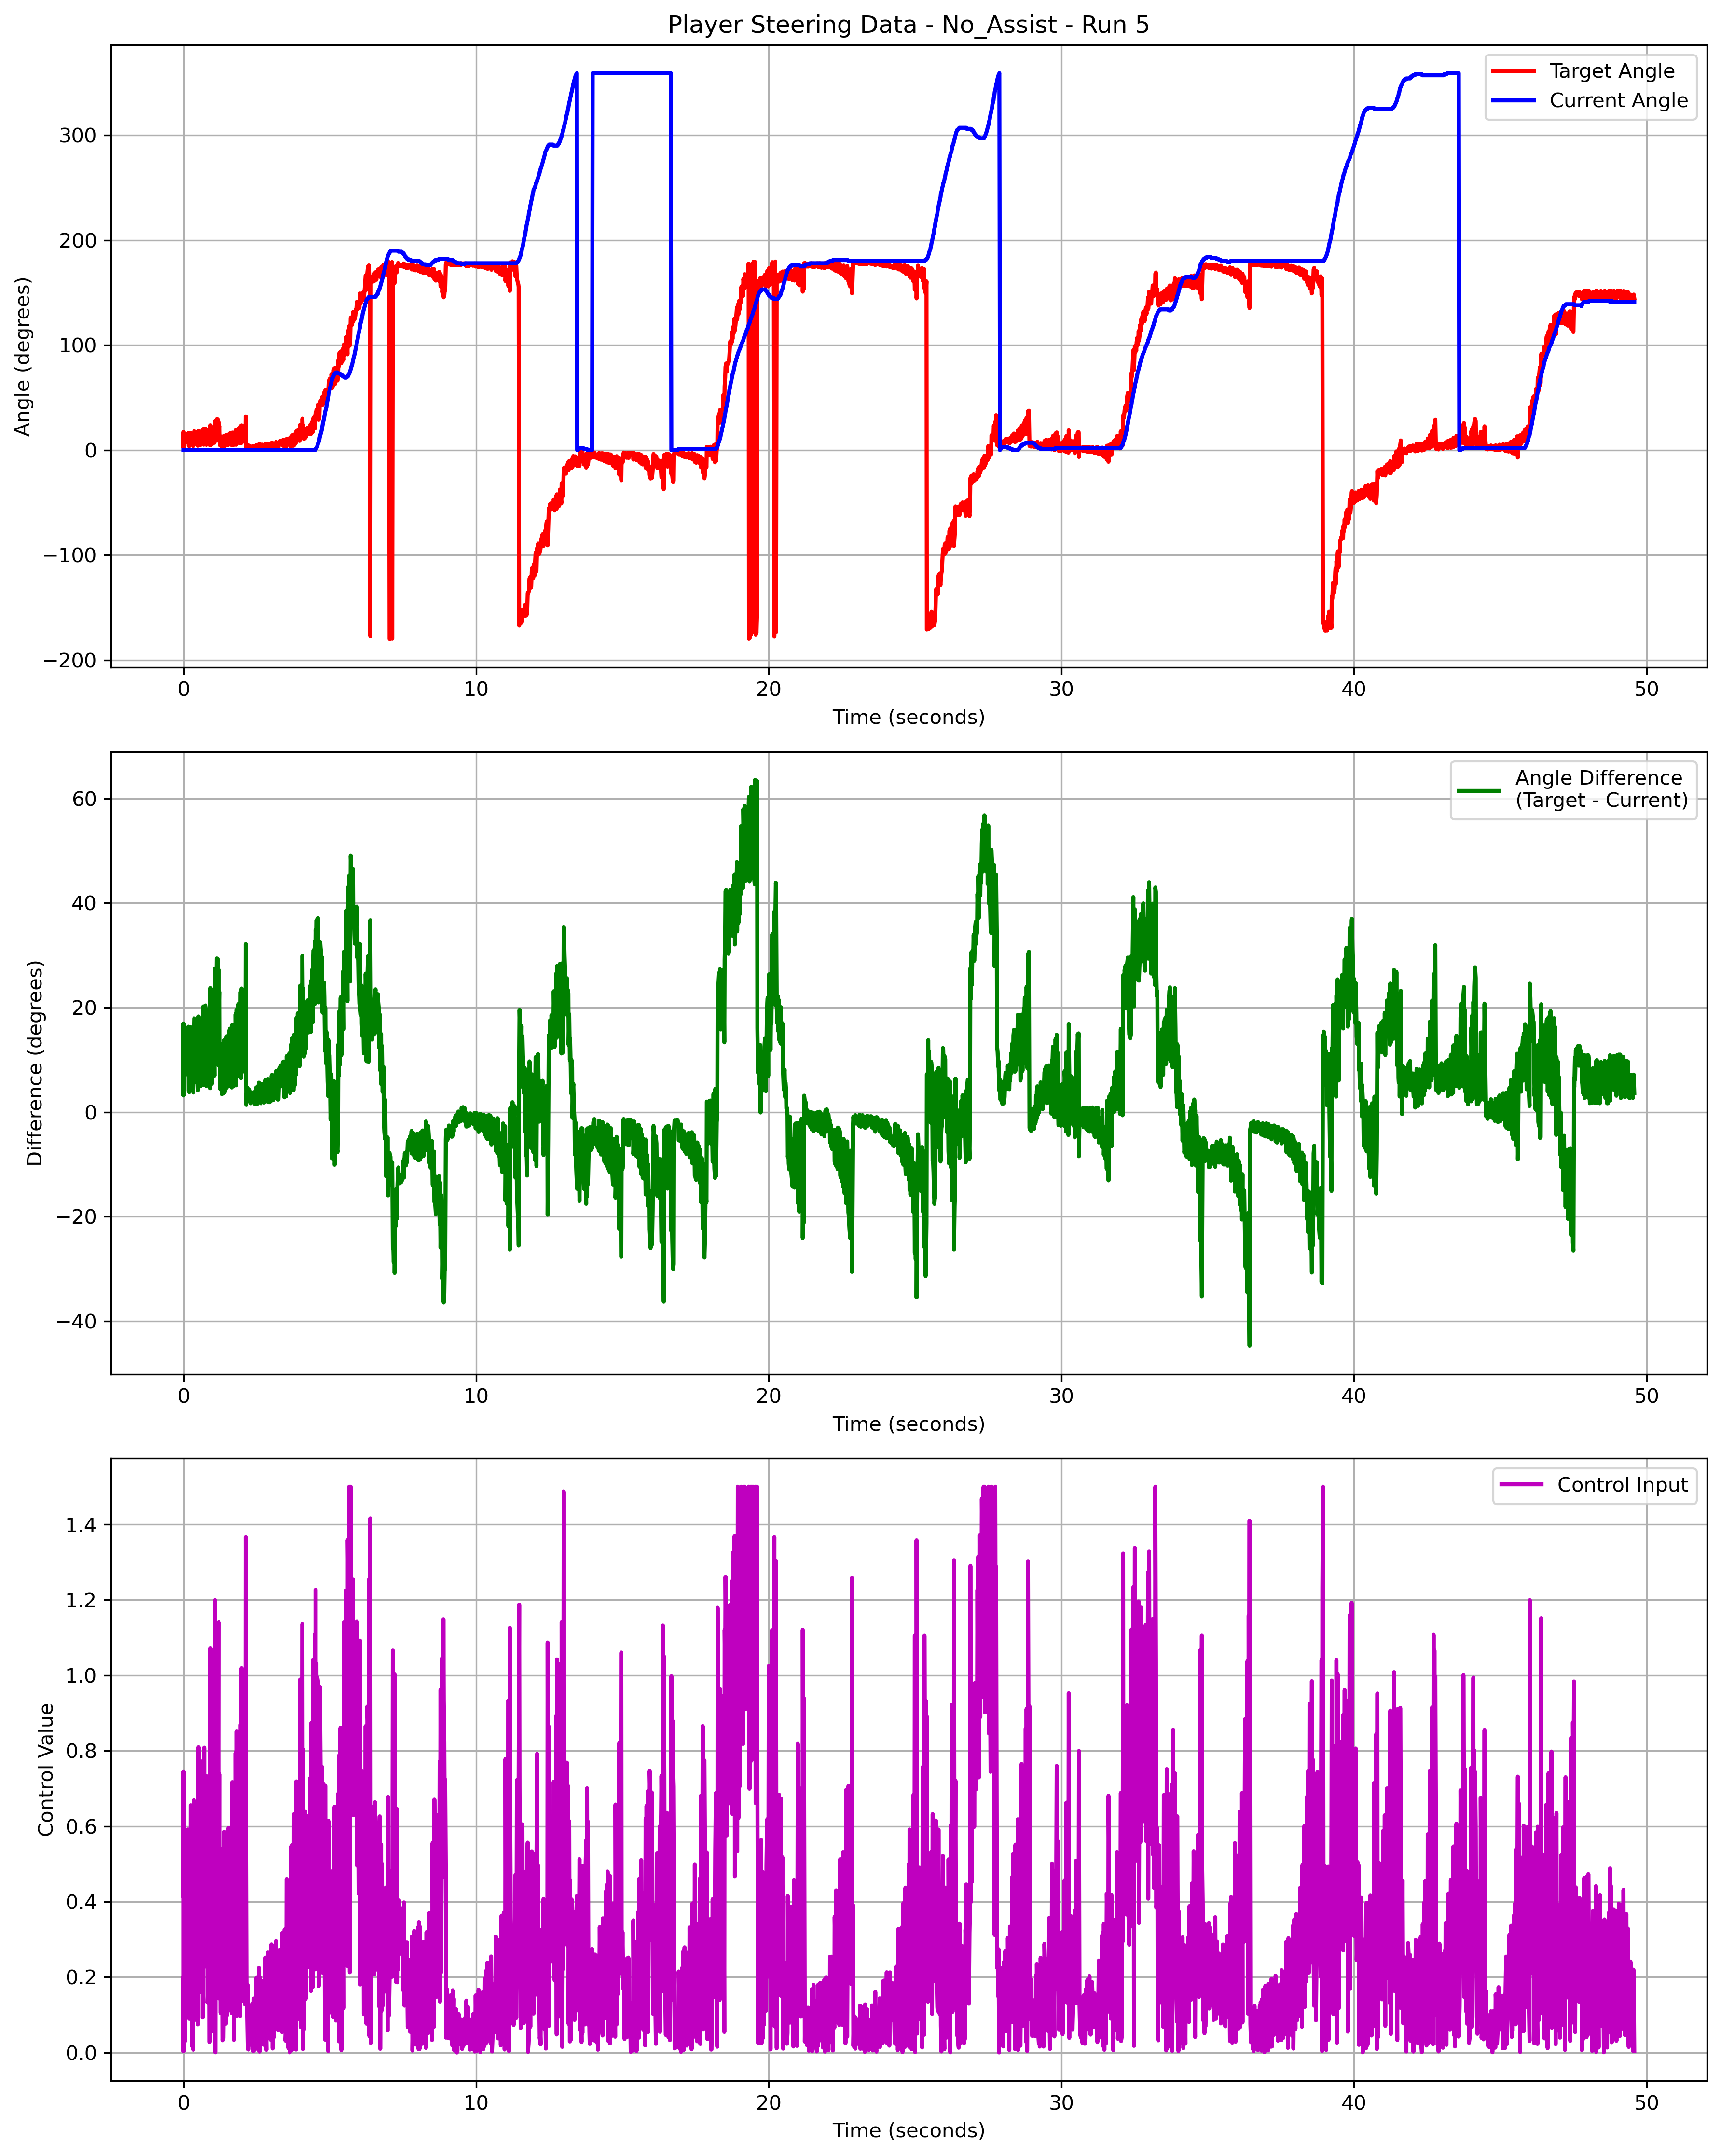 Player Steering Data - No_Assist - Run 5
Target Angle
Current Angle
Angle (degrees)
300
200
100
0
−100
−200
0 10 20 30 40 50
Time (seconds)
Angle Difference
(Target - Current)
Difference (degrees)
60
40
20
0
−20
−40
0 10 20 30 40 50
Time (seconds)
Control Input
Control Value
1.4
1.2
1.0
0.8
0.6
0.4
0.2
0.0
0 10 20 30 40 50
Time (seconds)